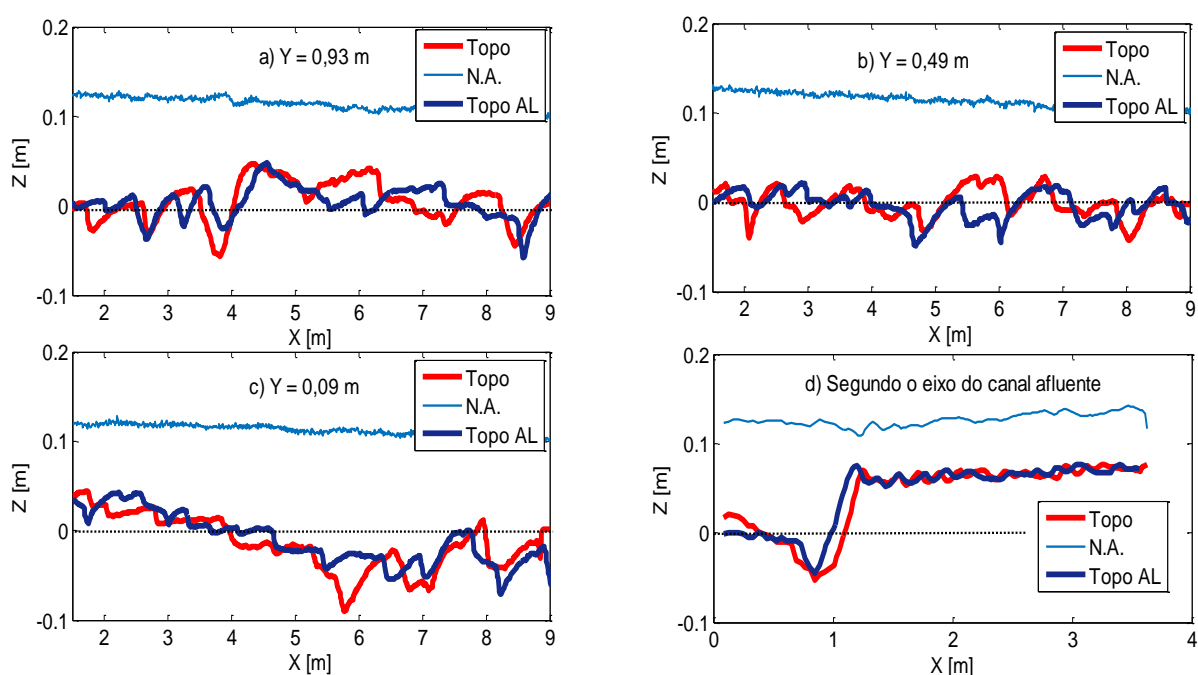 0.2
0.1
0
-0.1
Z [m]
a) Y = 0,93 m
Topo
N.A.
Topo AL
2 3 4 5 6 7 8 9
X [m]
0.2
0.1
0
-0.1
Z [m]
b) Y = 0,49 m
Topo
N.A.
Topo AL
2 3 4 5 6 7 8 9
X [m]
0.2
0.1
0
-0.1
Z [m]
c) Y = 0,09 m
Topo
N.A.
Topo AL
2 3 4 5 6 7 8 9
X [m]
0.2
0.1
0
-0.1
Z [m]
d) Segundo o eixo do canal afluente
Topo
N.A.
Topo AL
0 1 2 3 4
X [m]